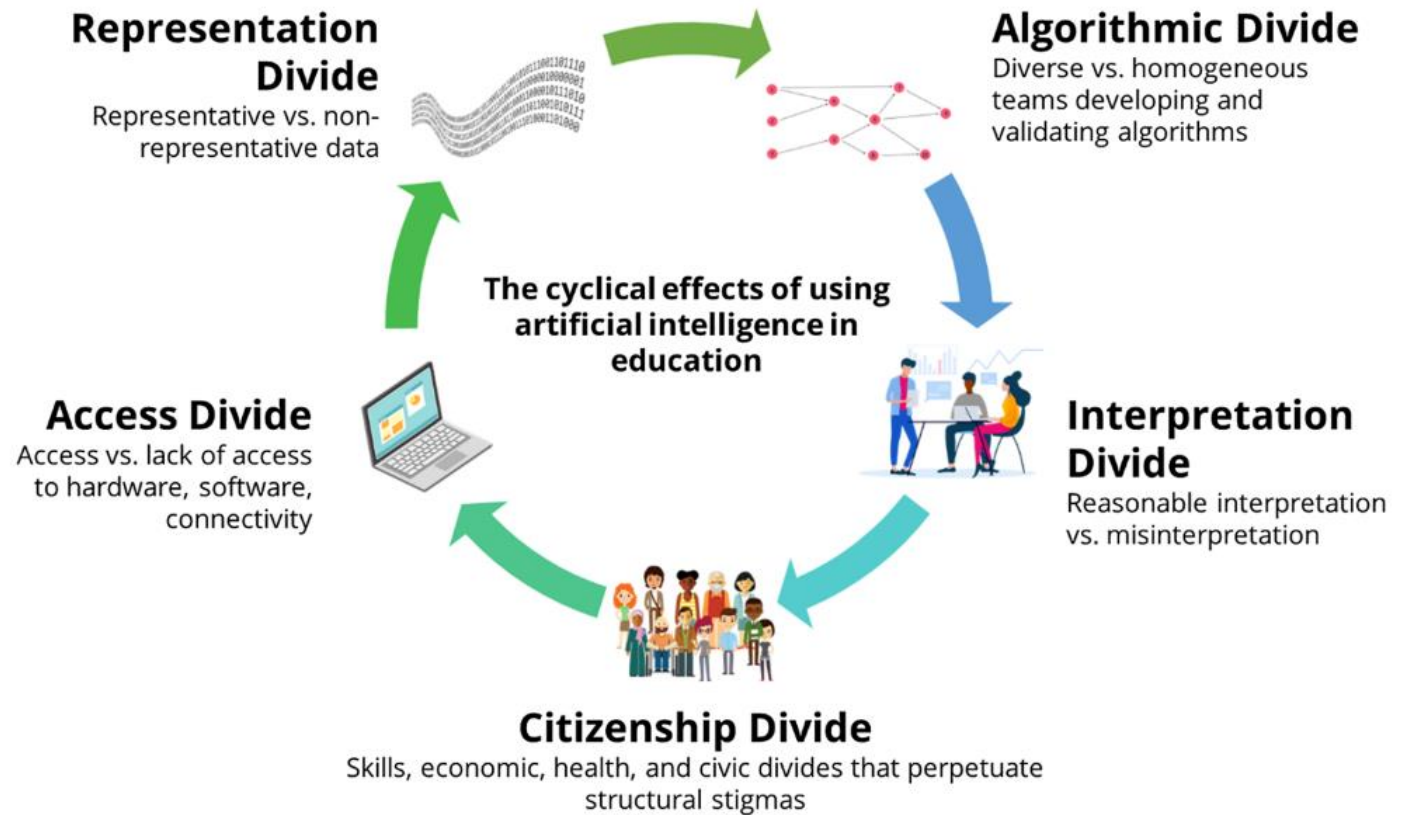 Representation
Divide
Representative vs. non-
representative data
Algorithmic Divide
Diverse vs. homogeneous
teams developing and
validating algorithms
The cyclical effects of using
artificial intelligence in
education
Access Divide
Access vs. lack of access
to hardware, software,
connectivity
Interpretation
Divide
Reasonable interpretation
vs. misinterpretation
Citizenship Divide
Skills, economic, health, and civic divides that perpetuate
structural stigmas